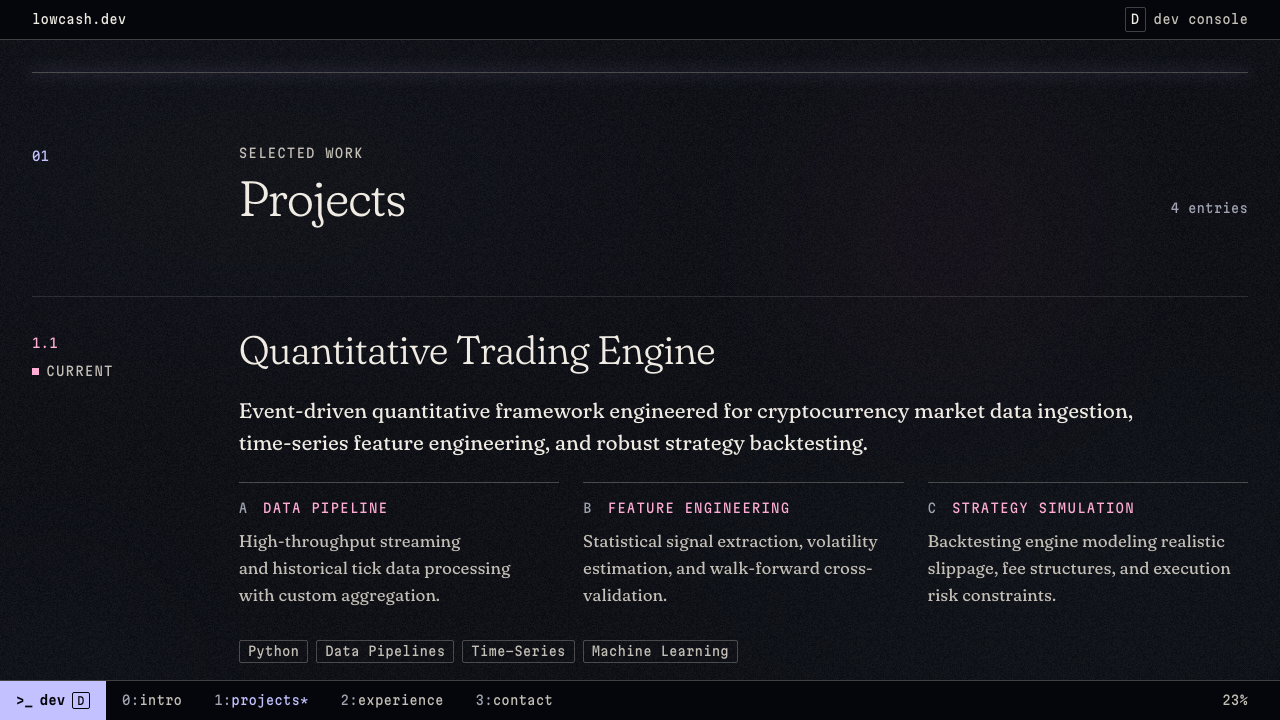 lowcash.dev
D dev console
01
SELECTED WORK
Projects
4 entries
1.1
CURRENT
Quantitative Trading Engine
Event-driven quantitative framework engineered for cryptocurrency market data ingestion,
time-series feature engineering, and robust strategy backtesting.
A DATA PIPELINE
High-throughput streaming
and historical tick data processing
with custom aggregation.
B FEATURE ENGINEERING
Statistical signal extraction, volatility
estimation, and walk-forward cross-
validation.
C STRATEGY SIMULATION
Backtesting engine modeling realistic
slippage, fee structures, and execution
risk constraints.
Python Data Pipelines Time-Series Machine Learning
>_ dev D 0:intro 1:projects* 2:experience 3:contact 23%